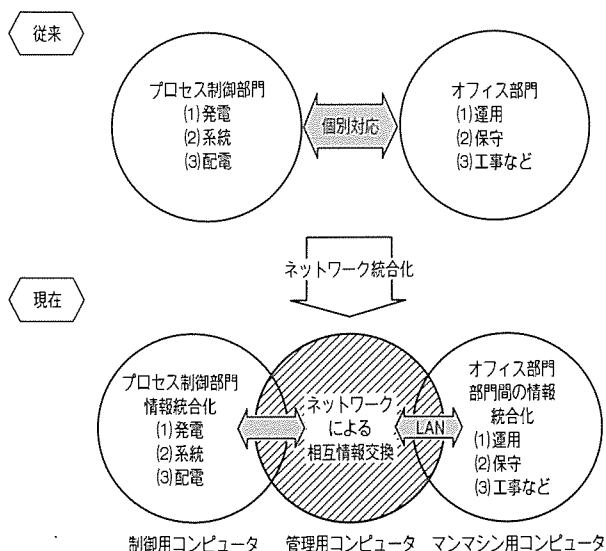 従来
プロセス制御部門
(1)発電
(2)系統
(3)配電
個別対応
オフィス部門
(1)運用
(2)保守
(3)工事など
ネットワーク統合化
現在
プロセス制御部門
情報統合化
(1)発電
(2)系統
(3)配電
ネットワーク
による
相互情報交換
LAN
オフィス部門
部門間の情報
統合化
(1)運用
(2)保守
(3)工事など
制御用コンピュータ
管理用コンピュータ
マンマシン用コンピュータ